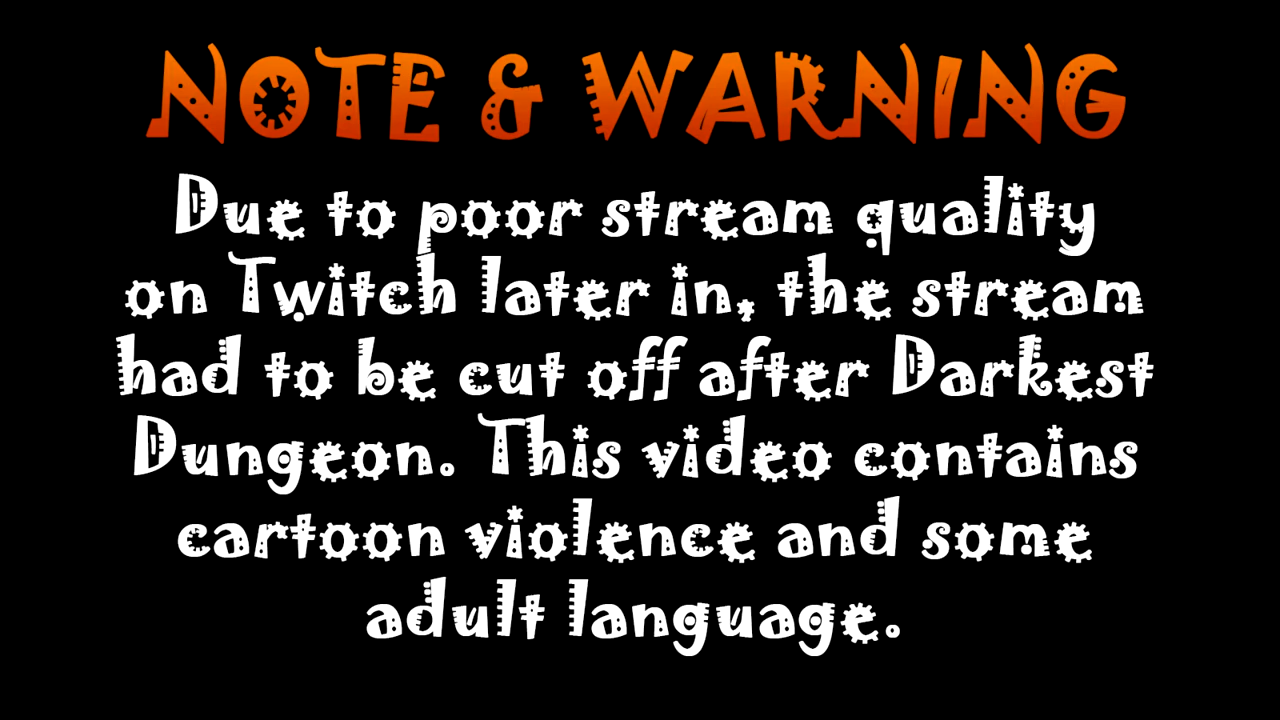 NOTE & WARNING
Due to poor stream quality
on Twitch later in, the stream
had to be cut off after Darkest
Dungeon. This video contains
cartoon violence and some
adult language.